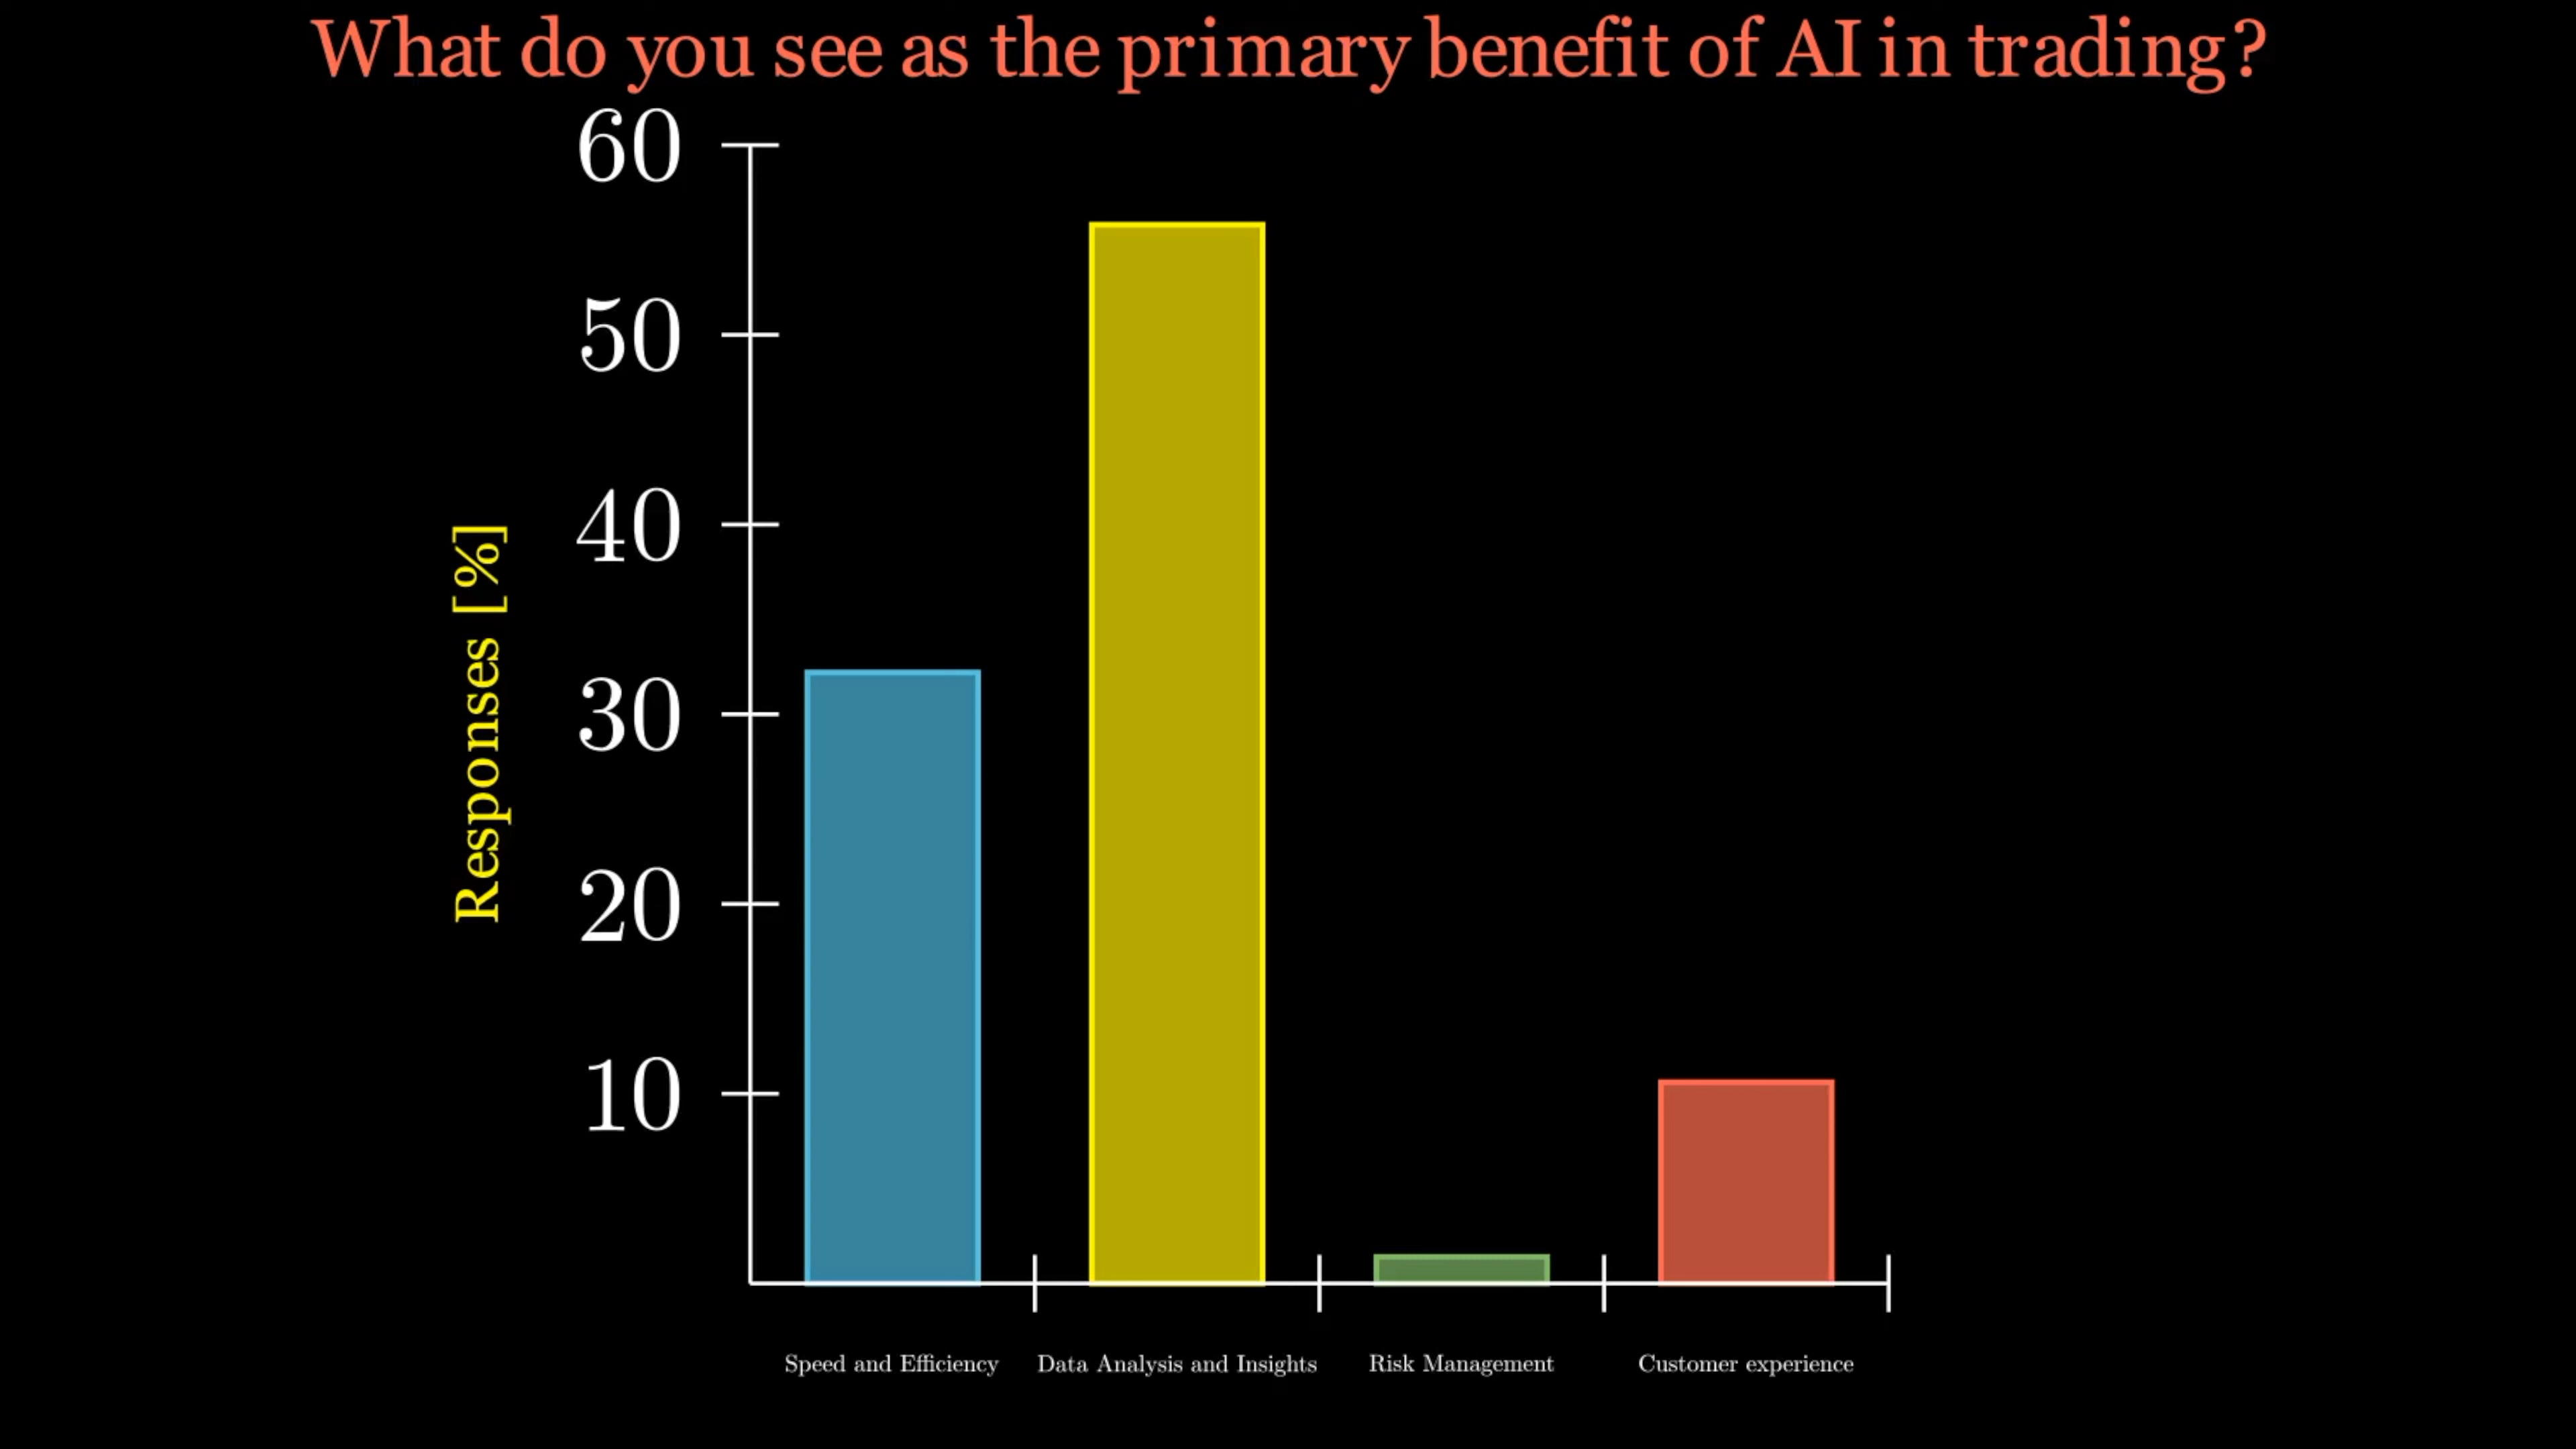 What do you see as the primary benefit of AI in trading?
60
50
40
30
20
10
Responses [%]
Speed and Efficiency
Data Analysis and Insights
Risk Management
Customer experience